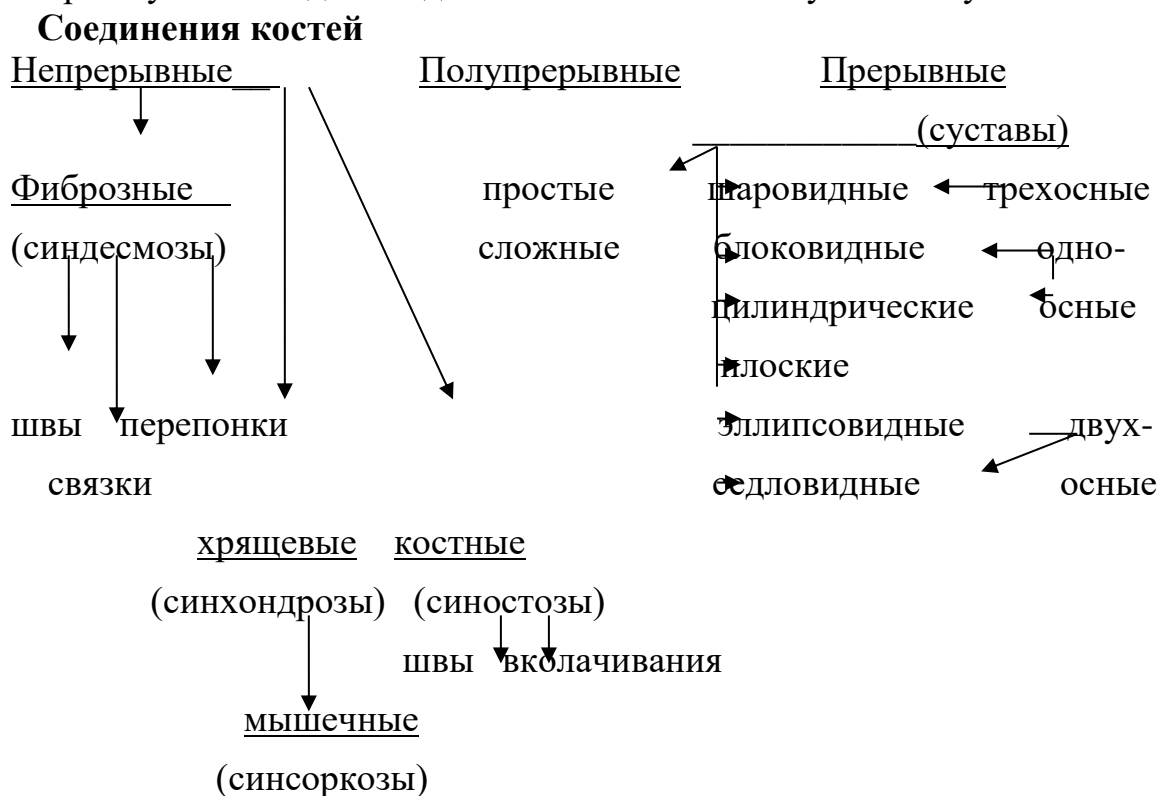 Соединения костей
Непрерывные Полупрерывные Прерывные
(суставы)
Фиброзные простые шаровидные трехосные
(синдесмозы) сложные блоковидные одно-
цилиндрические осные
плоские
швы перепонки эллипсовидные двух-
связки седловидные осные
хрящевые костные
(синхондрозы) (синостозы)
швы вколачивания
мышечные
(синсоркозы)